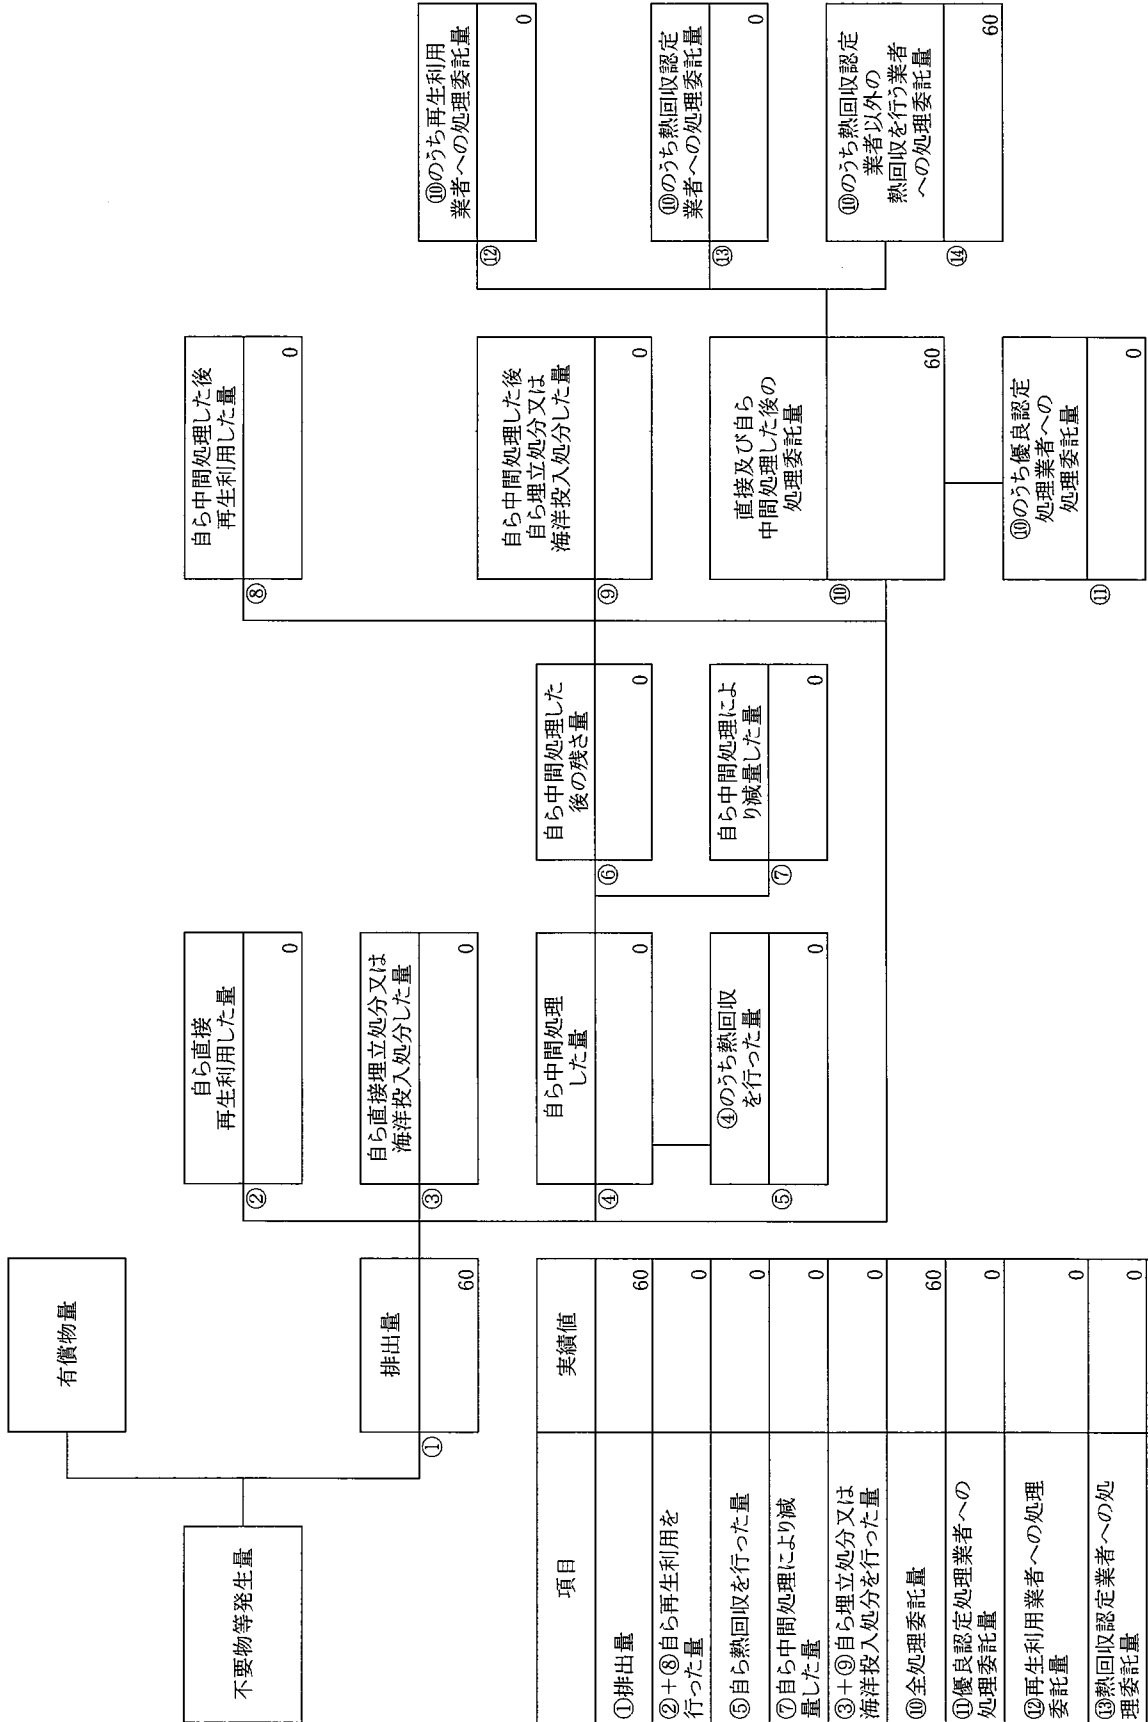 不要物等発生量
有償物量
①
排出量
60
②
自ら直接
再生利用した量
0
③
自ら直接埋立処分又は
海洋投入処分した量
0
④
自ら中間処理
した量
0
⑤
④のうち熱回収
を行った量
0
⑥
自ら中間処理した
後の残さ量
0
⑦
自ら中間処理によ
り減量した量
0
⑧
自ら中間処理した後
再生利用した量
0
⑨
自ら中間処理した後
自ら埋立処分又は
海洋投入処分した量
0
⑩
直接及び自ら
中間処理した後の
処理委託量
60
⑪
⑩のうち優良認定
処理業者への
処理委託量
0
⑫
⑩のうち再生利用
業者への処理委託量
0
⑬
⑩のうち熱回収認定
業者への処理委託量
0
⑭
⑩のうち熱回収認定
業者以外の
熱回収を行う業者
への処理委託量
60
項目
実績値
①排出量
60
②+⑧自ら再生利用を
行った量
0
⑤自ら熱回収を行った量
0
⑦自ら中間処理により減
量した量
0
③+⑨自ら埋立処分又は
海洋投入処分を行った量
0
⑩全処理委託量
60
⑪優良認定処理業者への
処理委託量
0
⑫再生利用業者への処理
委託量
0
⑬熱回収認定業者への処
理委託量
0